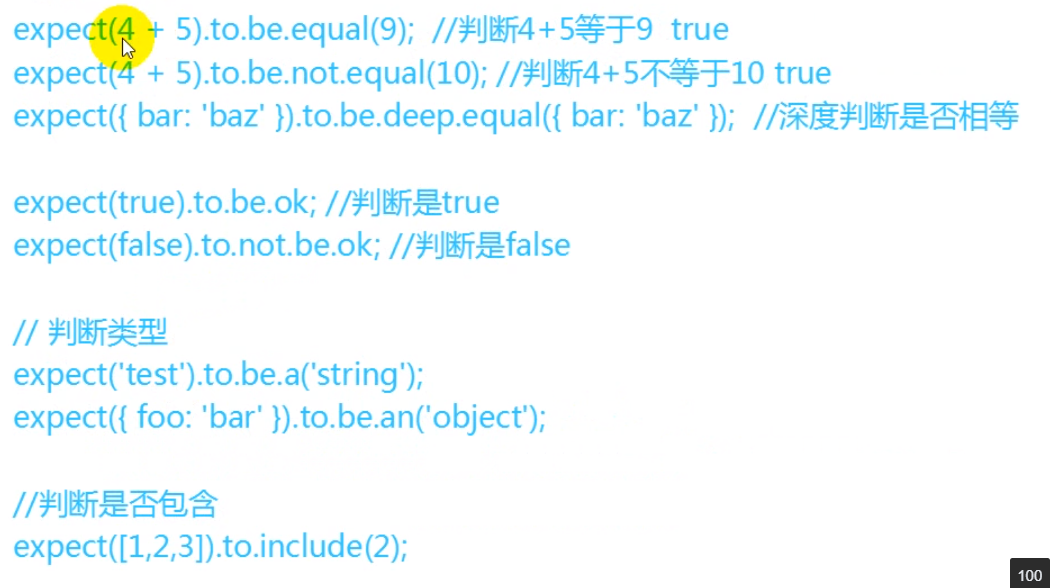 expect(4 + 5).to.be.equal(9);  //判断4+5等于9  true
expect(4 + 5).to.be.not.equal(10); //判断4+5不等于10 true
expect({ bar: 'baz' }).to.be.deep.equal({ bar: 'baz' });  //深度判断是否相等
expect(true).to.be.ok; //判断是true
expect(false).to.not.be.ok; //判断是false
// 判断类型
expect('test').to.be.a('string');
expect({ foo: 'bar' }).to.be.an('object');
//判断是否包含
expect([1,2,3]).to.include(2);
100